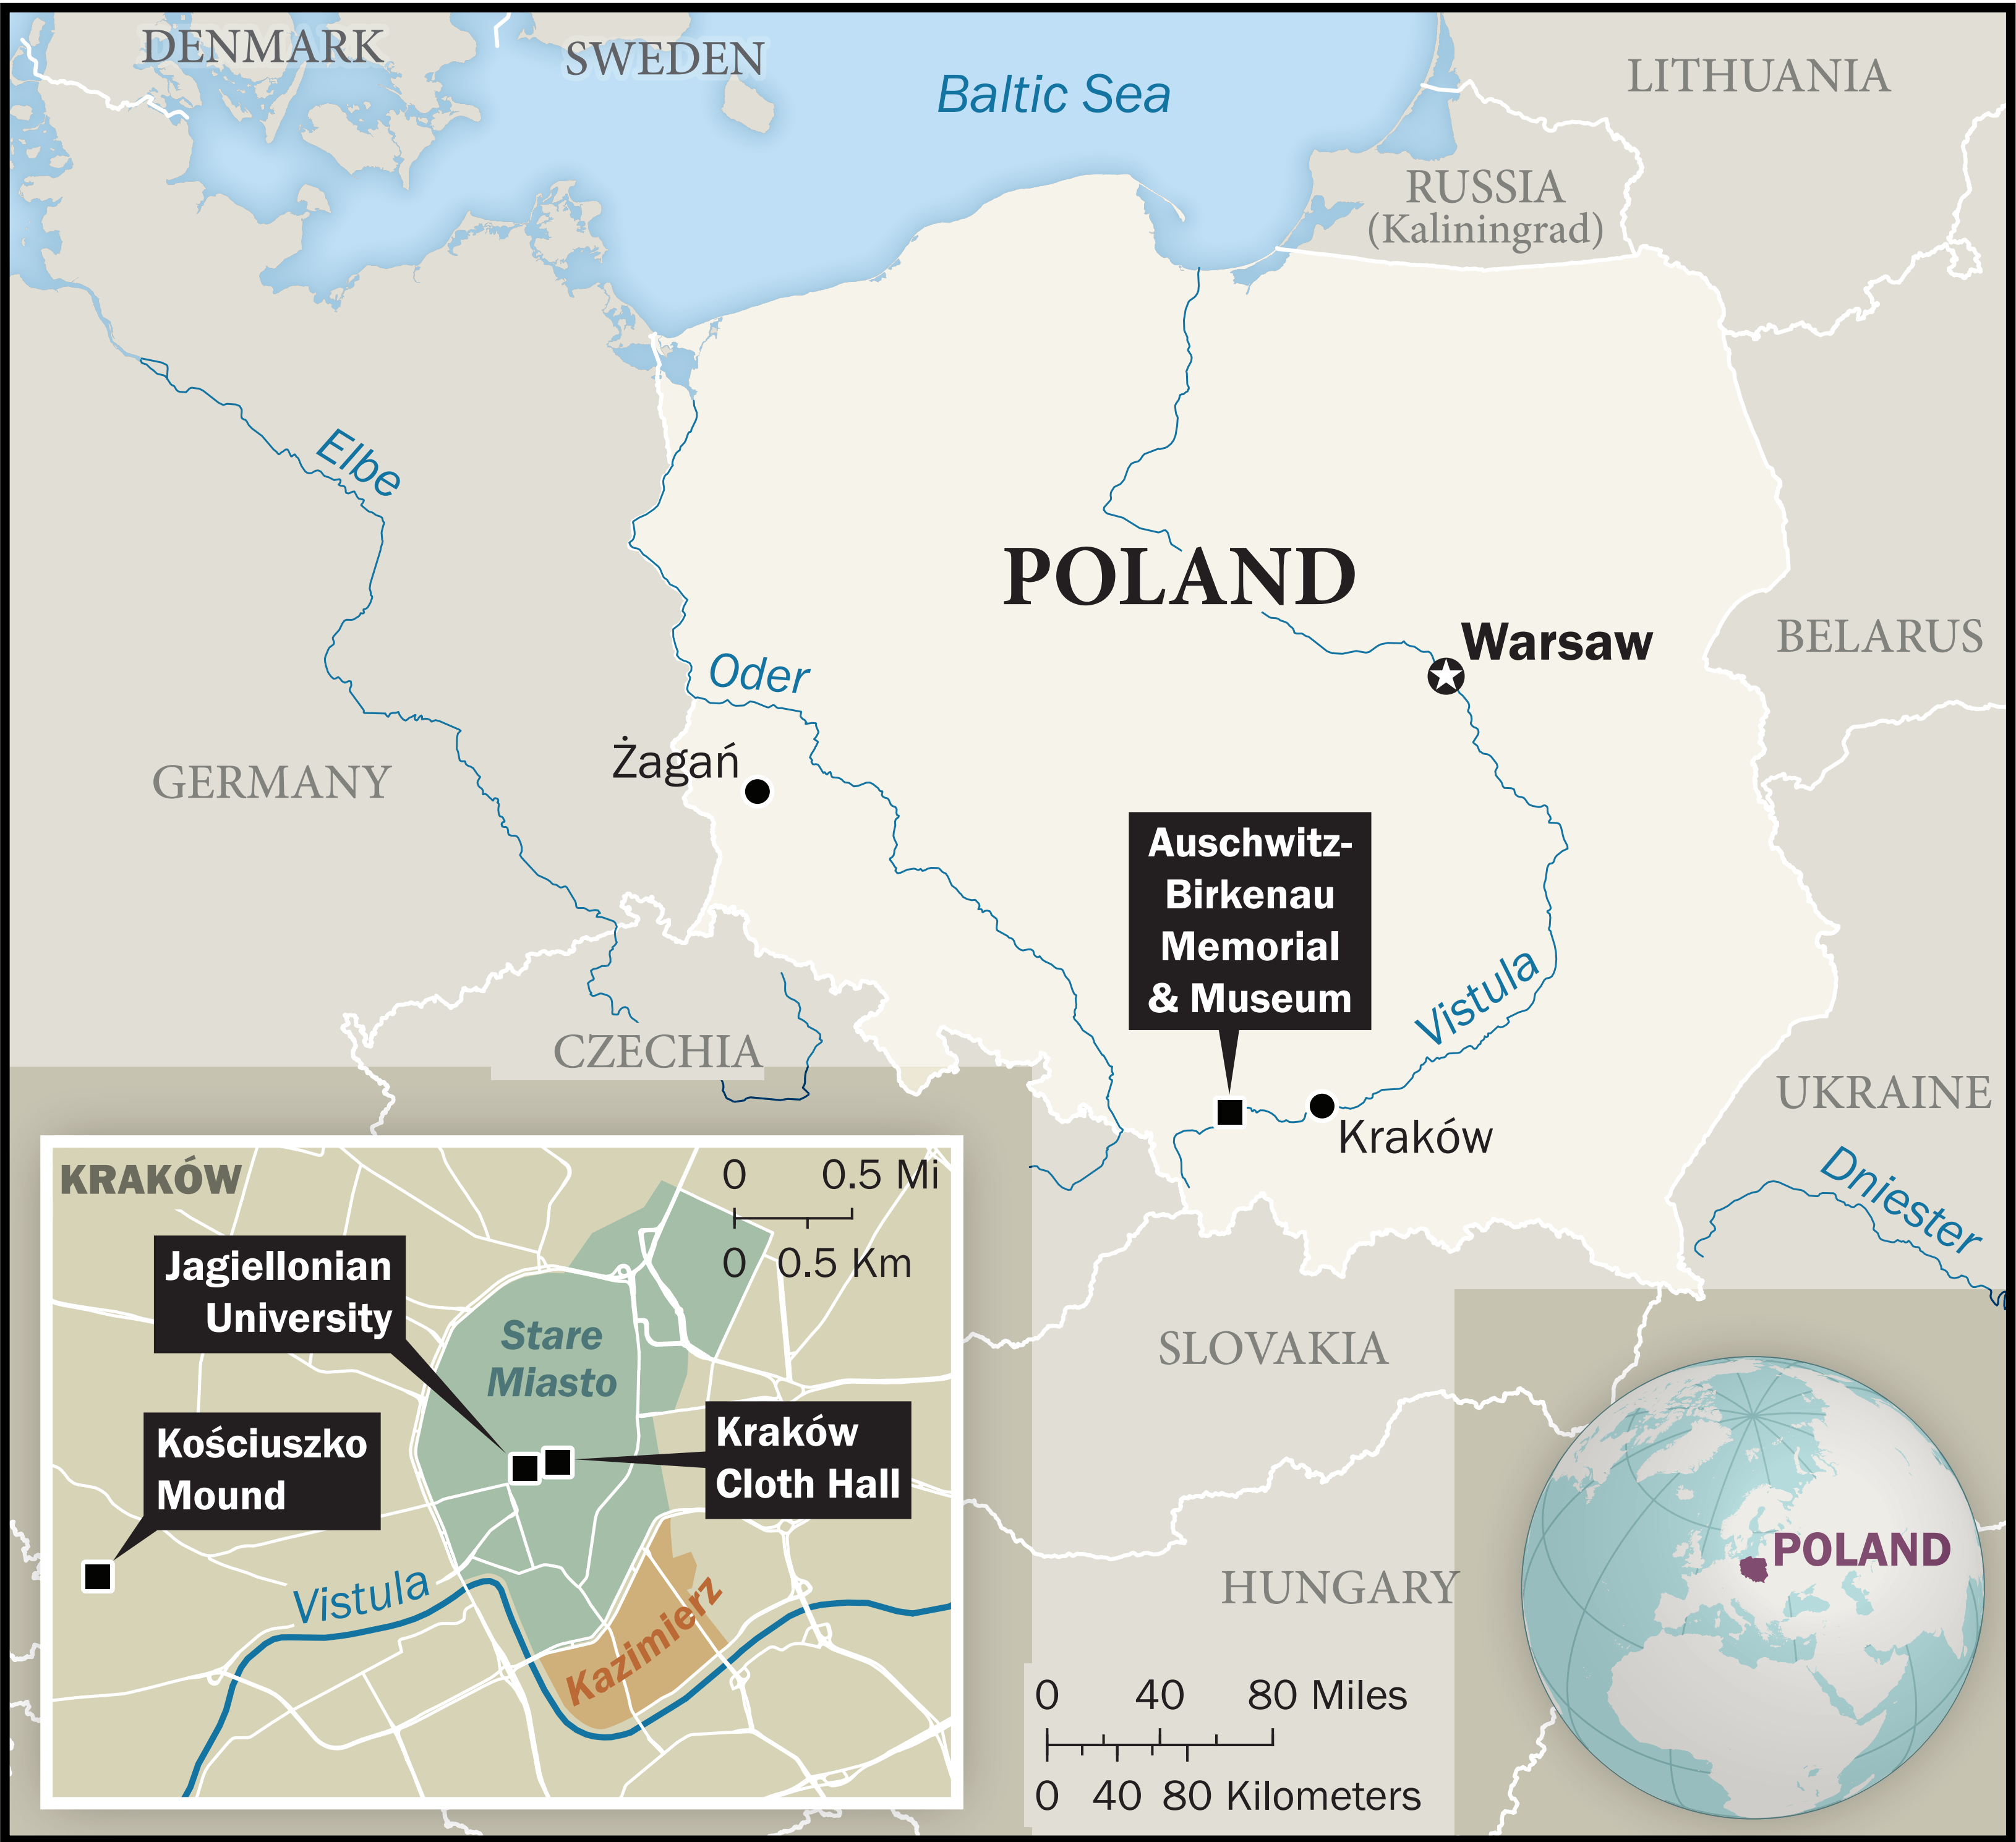 DENMARK
SWEDEN
Baltic Sea
LITHUANIA
RUSSIA
(Kaliningrad)
Elbe
POLAND
Warsaw
BELARUS
Oder
Żagań
GERMANY
Auschwitz-
Birkenau
Memorial
& Museum
Vistula
CZECHIA
Kraków
UKRAINE
Dniester
SLOVAKIA
HUNGARY
KRAKÓW
0 0.5 Mi
0 0.5 Km
Jagiellonian
University
Stare
Miasto
Kościuszko
Mound
Kraków
Cloth Hall
Vistula
Kazimierz
0 40 80 Miles
0 40 80 Kilometers
POLAND